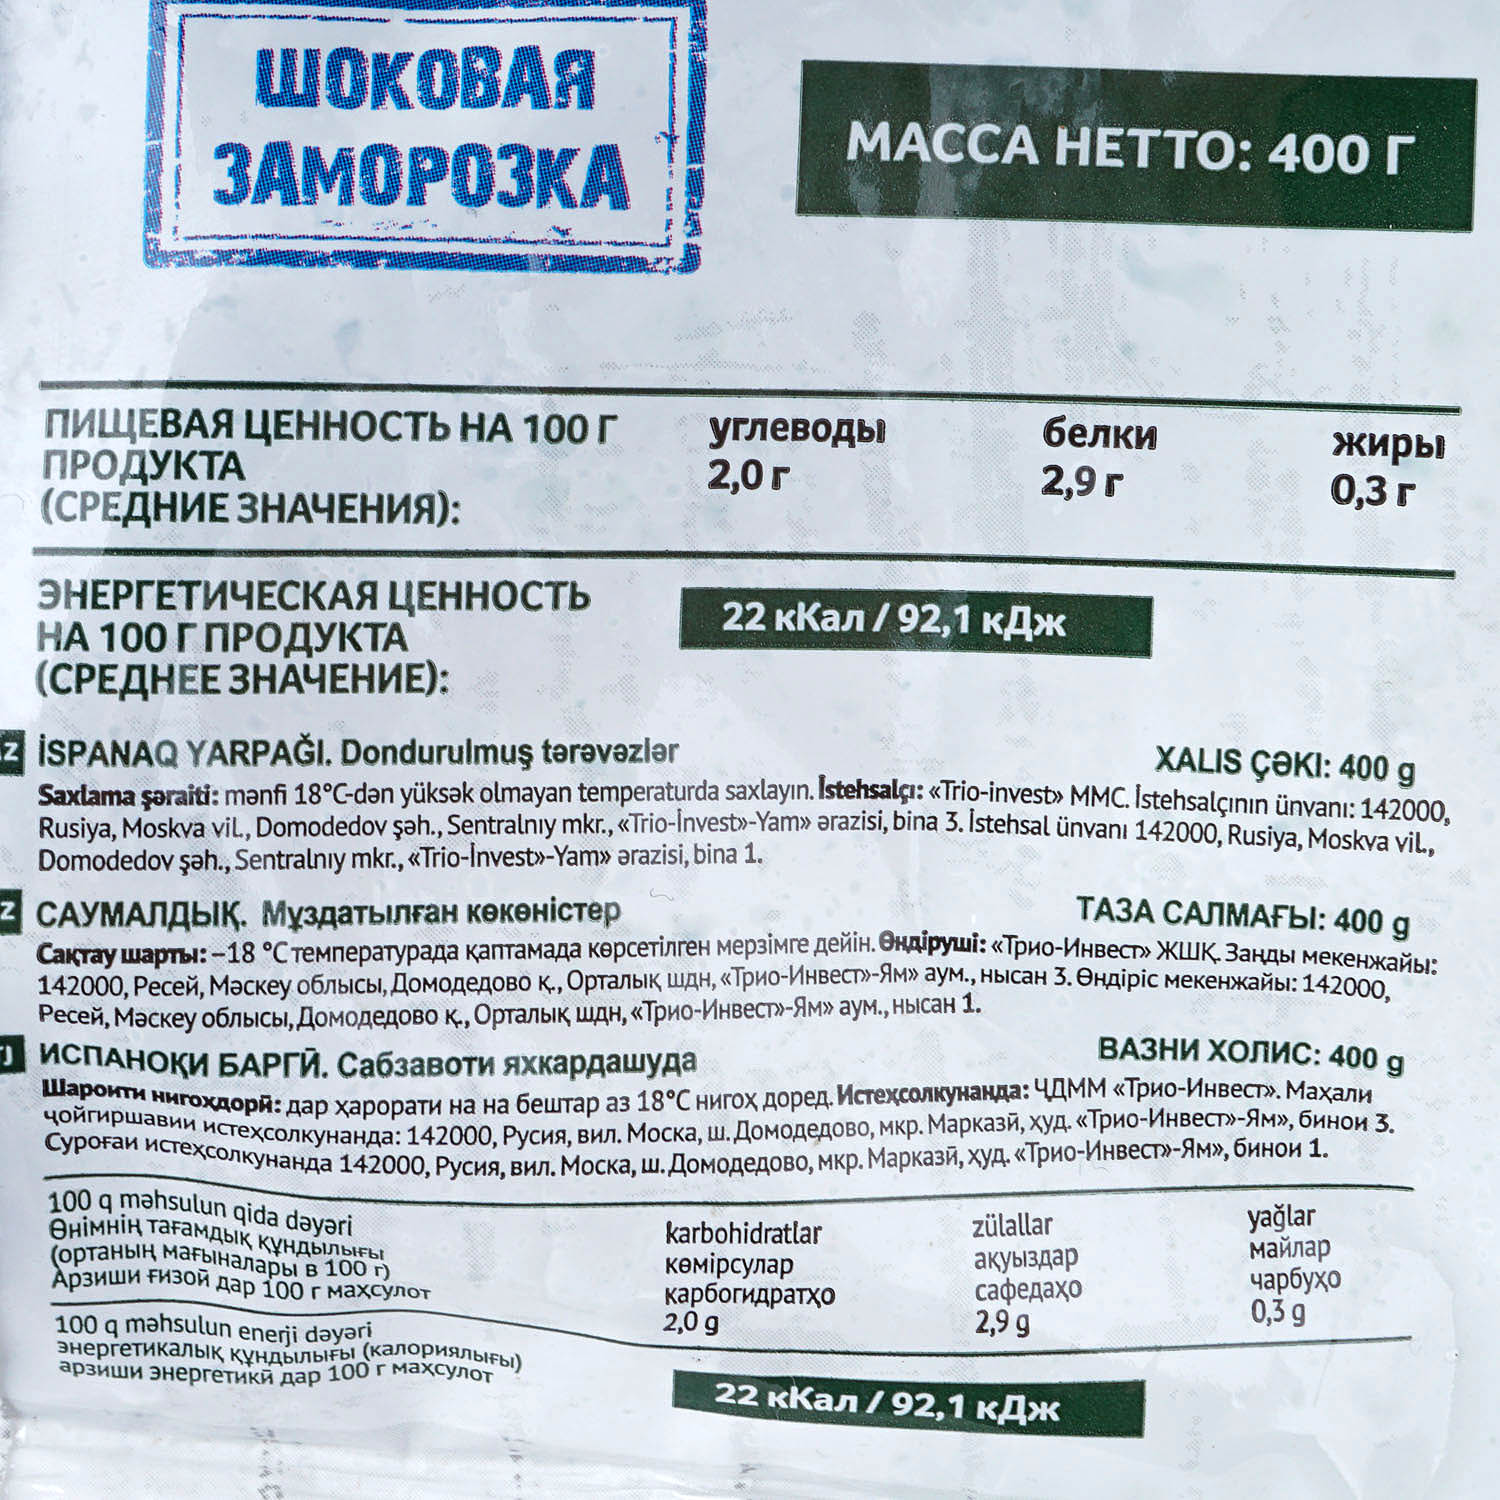 ШОКОВАЯ
ЗАМОРОЗКА
МАССА НЕТТО: 400 Г
ПИЩЕВАЯ ЦЕННОСТЬ НА 100 Г
ПРОДУКТА
(СРЕДНИЕ ЗНАЧЕНИЯ):
углеводы
2,0 г
белки
2,9 г
жиры
0,3 г
ЭНЕРГЕТИЧЕСКАЯ ЦЕННОСТЬ
НА 100 Г ПРОДУКТА
(СРЕДНЕЕ ЗНАЧЕНИЕ):
22 кКал / 92,1 кДж
Z İSPANAQ YARPAĞI. Dondurulmuş tərəvəzlər
XALIS ÇƏKI: 400 g
Saxlama şəraiti: mənfi 18°C-dən yüksək olmayan temperaturda saxlayın. İstehsalçı: «Trio-invest» MMC. İstehsalçının ünvanı: 142000,
Rusiya, Moskva vil., Domodedov şəh., Sentralnıy mkr., «Trio-İnvest»-Yam» ərazisi, bina 3. İstehsal ünvanı 142000, Rusiya, Moskva vil.,
Domodedov şəh., Sentralnıy mkr., «Trio-İnvest»-Yam» ərazisi, bina 1.
Z САУМАЛДЫҚ. Мұздатылған көкөністер
ТАЗА САЛМАҒЫ: 400 g
Сақтау шарты: –18 °С температурада қаптамада көрсетілген мерзімге дейін. Өндіруші: «Трио-Инвест» ЖШҚ. Заңды мекенжайы:
142000, Ресей, Мәскеу облысы, Домодедово қ., Орталық шдн, «Трио-Инвест»-Ям» аум., нысан 3. Өндіріс мекенжайы: 142000,
Ресей, Мәскеу облысы, Домодедово қ., Орталық шдн, «Трио-Инвест»-Ям» аум., нысан 1.
J ИСПАНОҚИ БАРГӢ. Сабзавоти яхкардашуда
ВАЗНИ ХОЛИС: 400 g
Шароити нигоҳдорӣ: дар ҳарорати на на бештар аз 18°С нигоҳ доред. Истеҳсолкунанда: ҶДММ «Трио-Инвест». Маҳали
ҷойгиршавии истеҳсолкунанда: 142000, Русия, вил. Моска, ш. Домодедово, мкр. Марказӣ, ҳуд. «Трио-Инвест»-Ям», бинои 3.
Суроғаи истеҳсолкунанда 142000, Русия, вил. Моска, ш. Домодедово, мкр. Марказӣ, ҳуд. «Трио-Инвест»-Ям», бинои 1.
100 q məhsulun qida dəyəri
Өнімнің тағамдық құндылығы
(ортаның мағыналары в 100 г)
Арзиши ғизоӣ дар 100 г маҳсулот
karbohidratlar
көмірсулар
карбогидратҳо
2,0 g
zülallar
ақуыздар
сафедаҳо
2,9 g
yağlar
майлар
чарбуҳо
0,3 g
100 q məhsulun enerji dəyəri
энергетикалық құндылығы (калориялығы)
арзиши энергетикӣ дар 100 г маҳсулот
22 кКал / 92,1 кДж